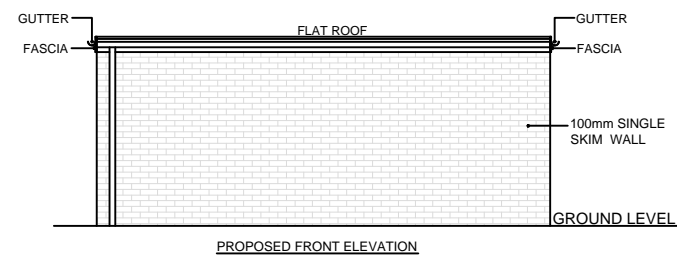 GUTTER
GUTTER
FLAT ROOF
FASCIA
FASCIA
100mm SINGLE
SKIM WALL
GROUND LEVEL
PROPOSED FRONT ELEVATION